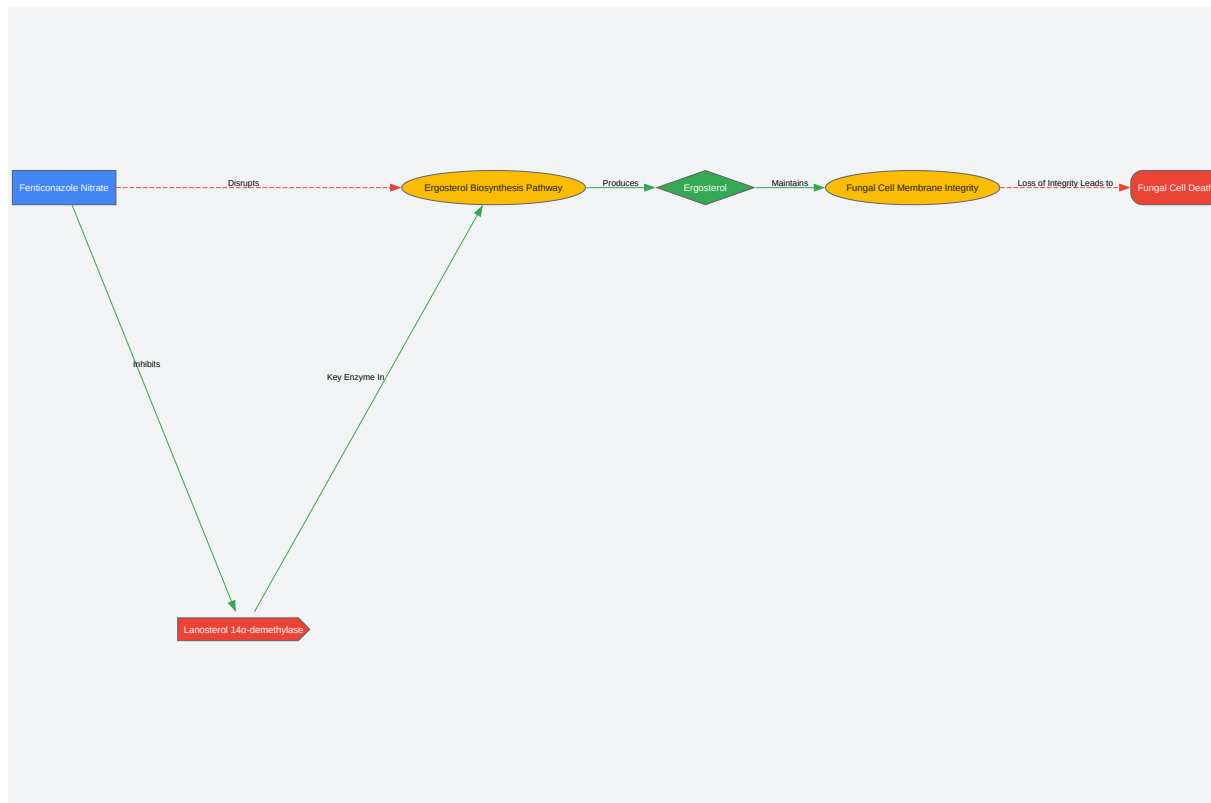 Fenticonazole Nitrate
Disrupts
Ergosterol Biosynthesis Pathway
Produces
Ergosterol
Maintains
Fungal Cell Membrane Integrity
Loss of Integrity Leads to
Fungal Cell Death
Inhibits
Key Enzyme In
Lanosterol 14α-demethylase